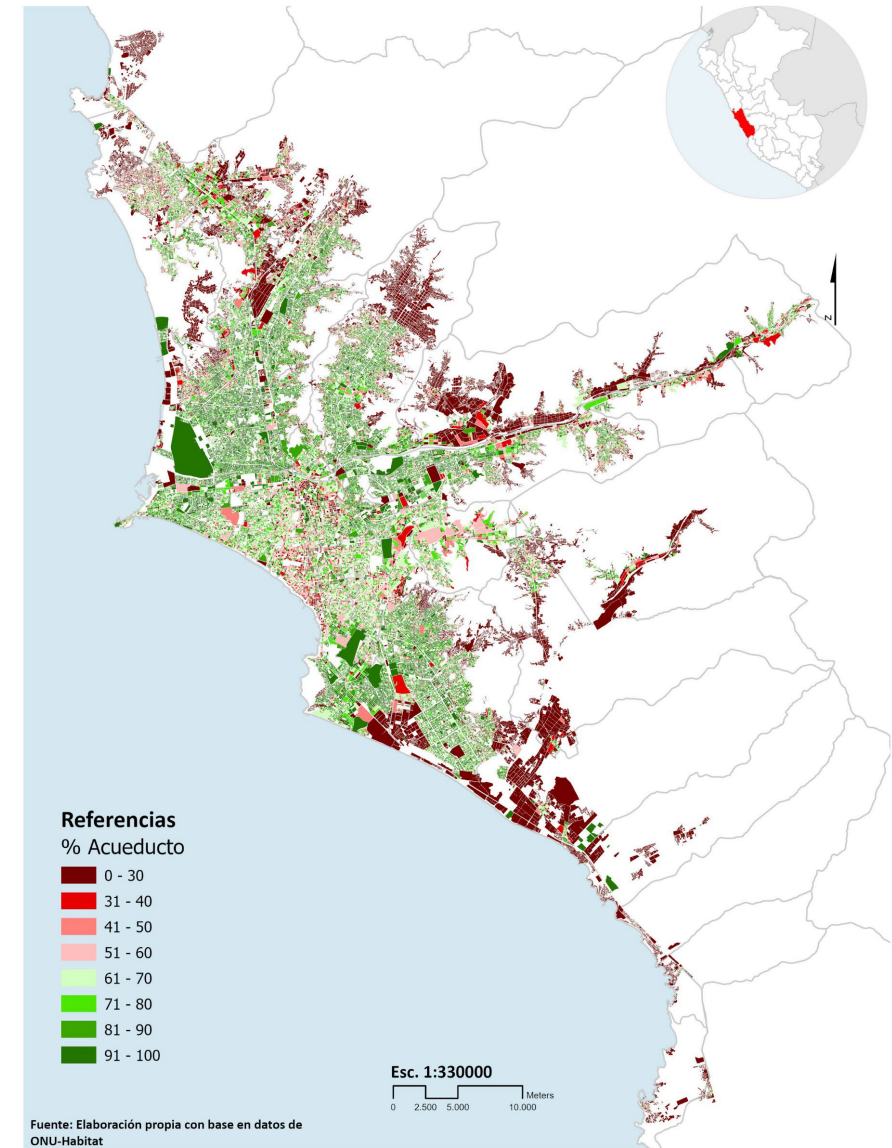 N
Referencias
% Acueducto
0 - 30
31 - 40
41 - 50
51 - 60
61 - 70
71 - 80
81 - 90
91 - 100
Esc. 1:330000
Meters
0 2.500 5.000 10.000
Fuente: Elaboración propia con base en datos de
ONU-Habitat